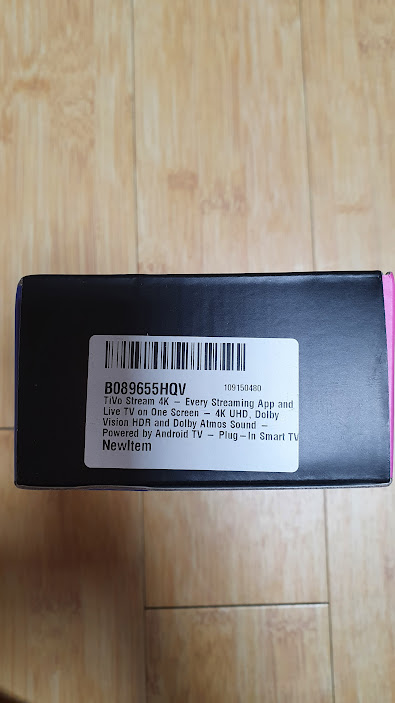 B089655HQV 109150480
TiVo Stream 4K – Every Streaming App and
Live TV on One Screen – 4K UHD, Dolby
Vision HDR and Dolby Atmos Sound –
Powered by Android TV – Plug-In Smart TV
NewItem